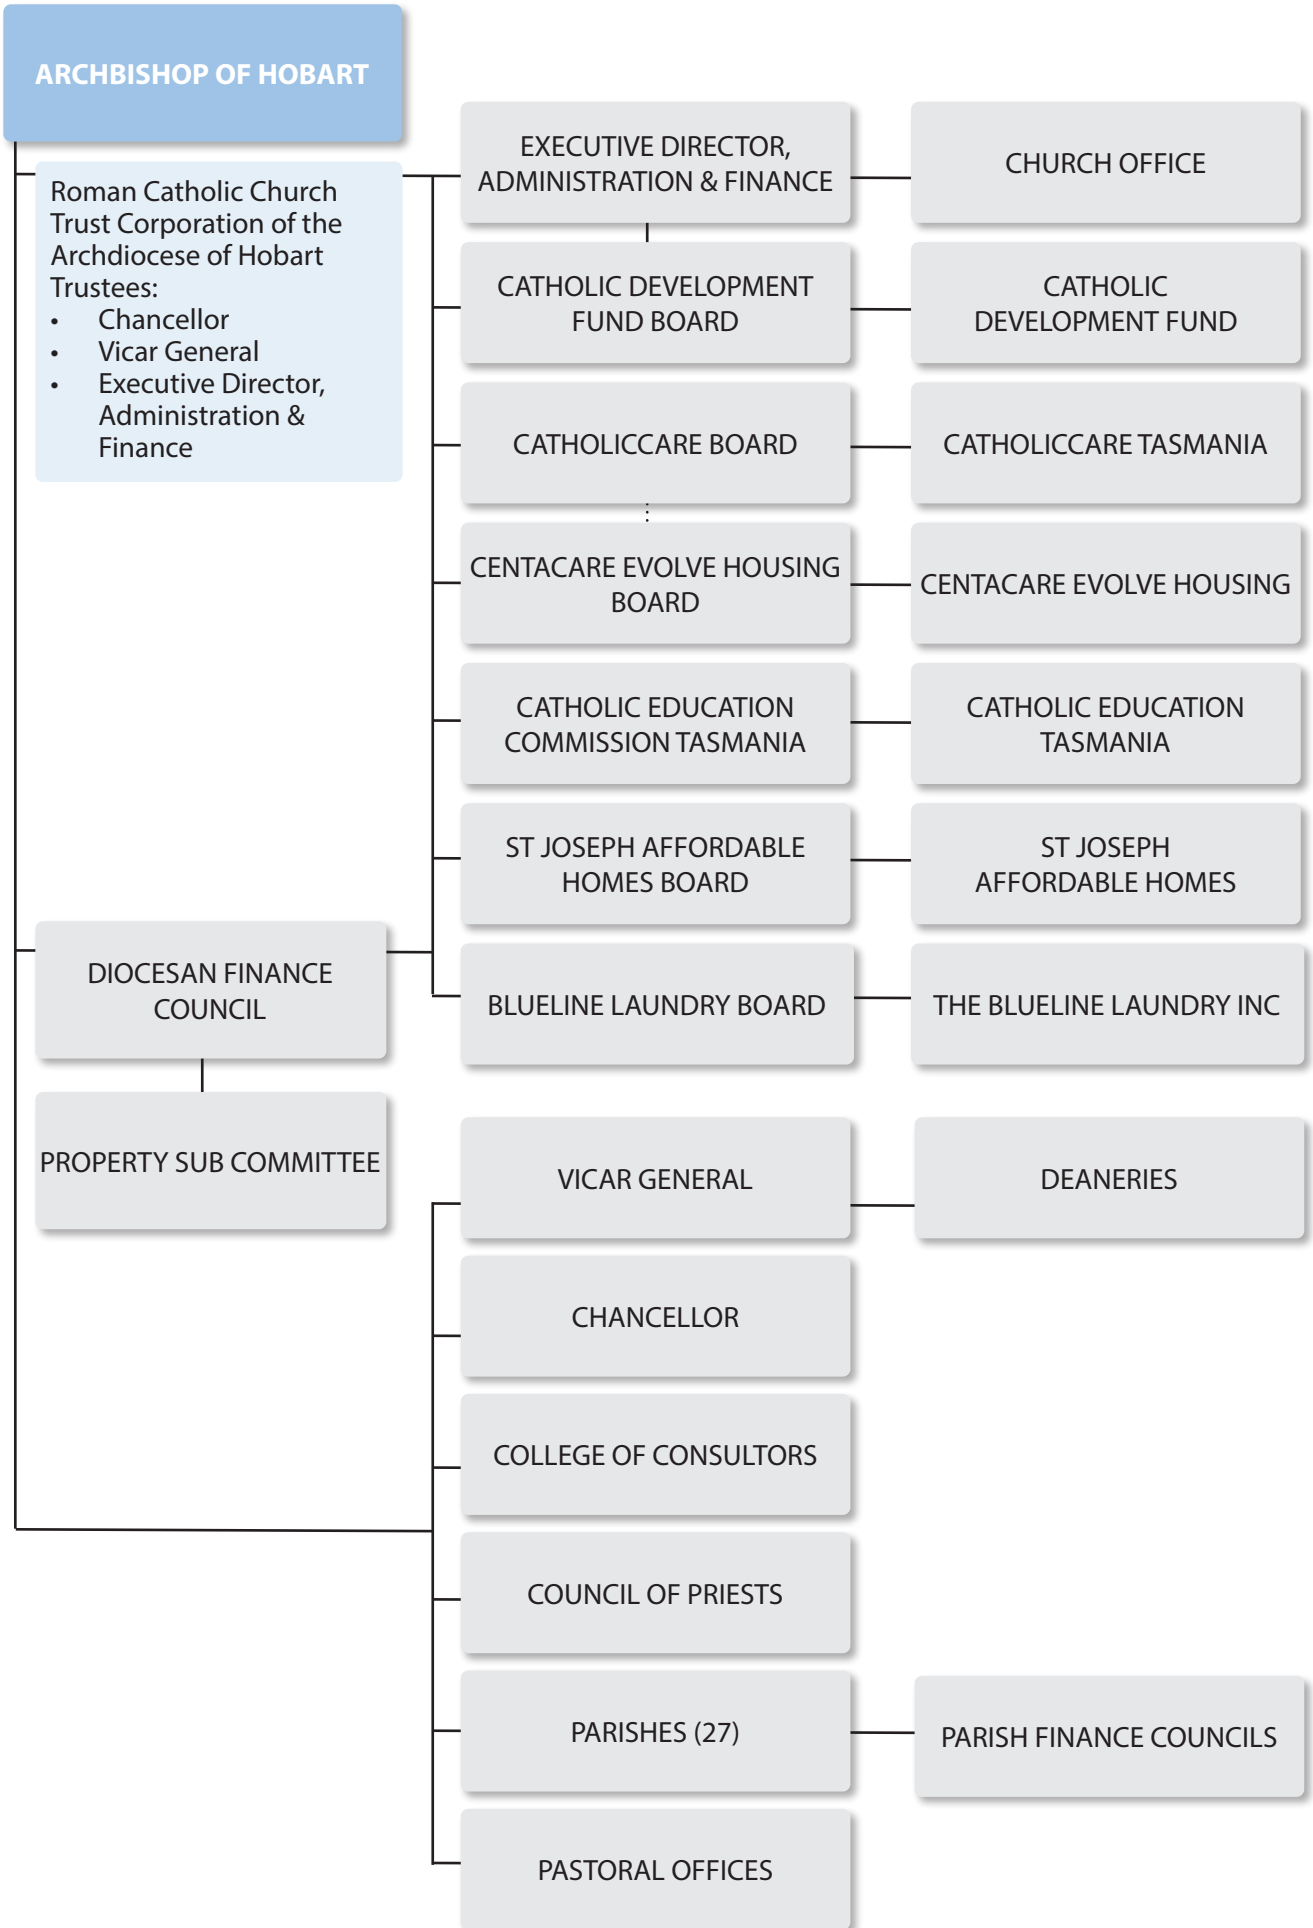 ARCHBISHOP OF HOBART
Roman Catholic Church
Trust Corporation of the
Archdiocese of Hobart
Trustees:
• Chancellor
• Vicar General
• Executive Director,
Administration &
Finance
EXECUTIVE DIRECTOR,
ADMINISTRATION & FINANCE
CHURCH OFFICE
CATHOLIC DEVELOPMENT
FUND BOARD
CATHOLIC
DEVELOPMENT FUND
CATHOLICCARE BOARD
CATHOLICCARE TASMANIA
CENTACARE EVOLVE HOUSING
BOARD
CENTACARE EVOLVE HOUSING
CATHOLIC EDUCATION
COMMISSION TASMANIA
CATHOLIC EDUCATION
TASMANIA
ST JOSEPH AFFORDABLE
HOMES BOARD
ST JOSEPH
AFFORDABLE HOMES
DIOCESAN FINANCE
COUNCIL
BLUELINE LAUNDRY BOARD
THE BLUELINE LAUNDRY INC
PROPERTY SUB COMMITTEE
VICAR GENERAL
DEANERIES
CHANCELLOR
COLLEGE OF CONSULTORS
COUNCIL OF PRIESTS
PARISHES (27)
PARISH FINANCE COUNCILS
PASTORAL OFFICES